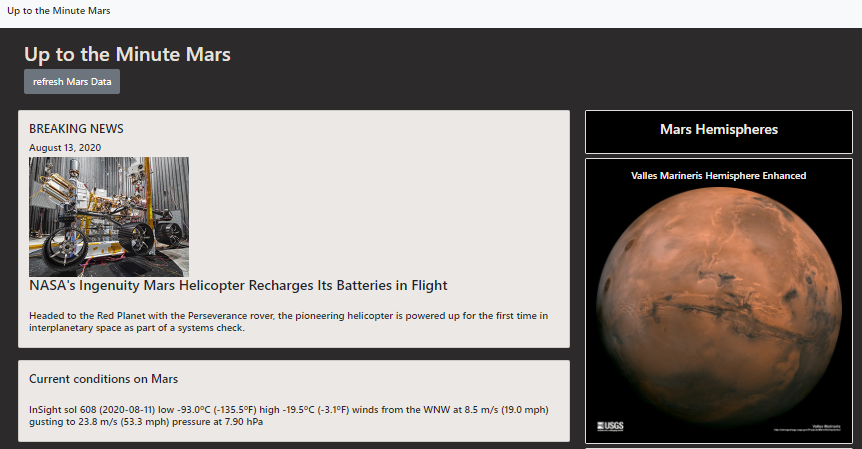 Up to the Minute Mars
Up to the Minute Mars
refresh Mars Data
BREAKING NEWS
August 13, 2020
NASA's Ingenuity Mars Helicopter Recharges Its Batteries in Flight
Headed to the Red Planet with the Perseverance rover, the pioneering helicopter is powered up for the first time in
interplanetary space as part of a systems check.
Current conditions on Mars
InSight sol 608 (2020-08-11) low -93.0ºC (-135.5ºF) high -19.5ºC (-3.1ºF) winds from the WNW at 8.5 m/s (19.0 mph)
gusting to 23.8 m/s (53.3 mph) pressure at 7.90 hPa
Mars Hemispheres
Valles Marineris Hemisphere Enhanced
USGS
Valles Marineris